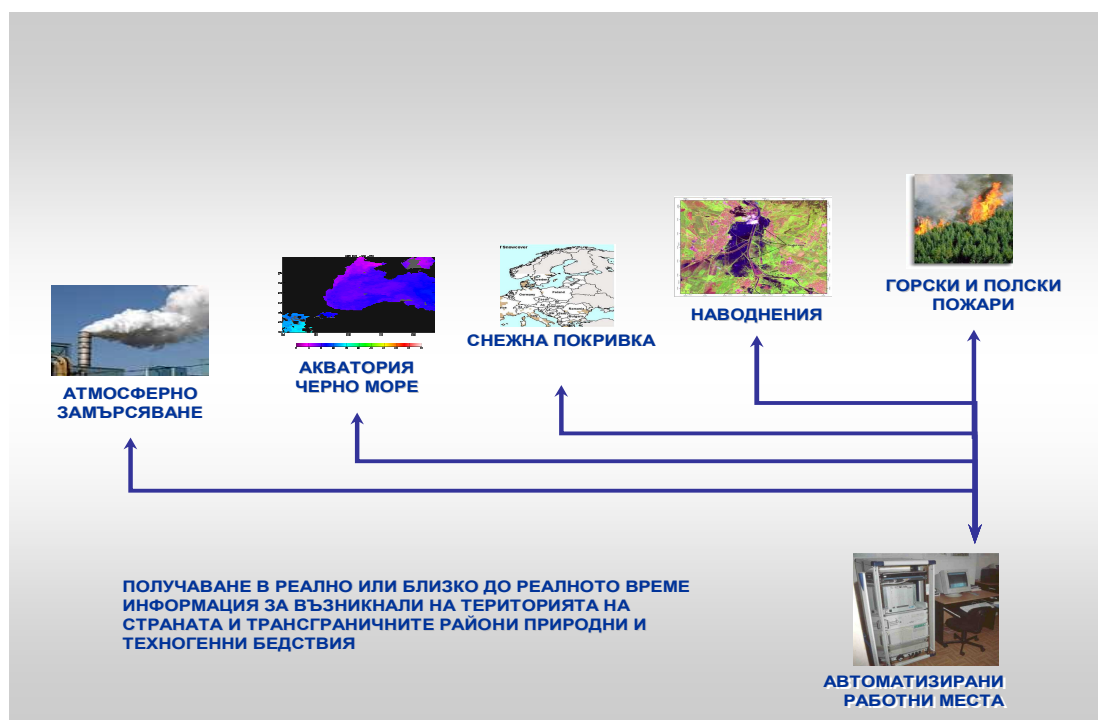 ГОРСКИ И ПОЛСКИ
ПОЖАРИ
НАВОДНЕНИЯ
СНЕЖНА ПОКРИВКА
АКВАТОРИЯ
ЧЕРНО МОРЕ
АТМОСФЕРНО
ЗАМЪРСЯВАНЕ
ПОЛУЧАВАНЕ В РЕАЛНО ИЛИ БЛИЗКО ДО РЕАЛНОТО ВРЕМЕ
ИНФОРМАЦИЯ ЗА ВЪЗНИКНАЛИ НА ТЕРИТОРИЯТА НА
СТРАНАТА И ТРАНСГРАНИЧНИТЕ РАЙОНИ ПРИРОДНИ И
ТЕХНОГЕННИ БЕДСТВИЯ
АВТОМАТИЗИРАНИ
РАБОТНИ МЕСТА